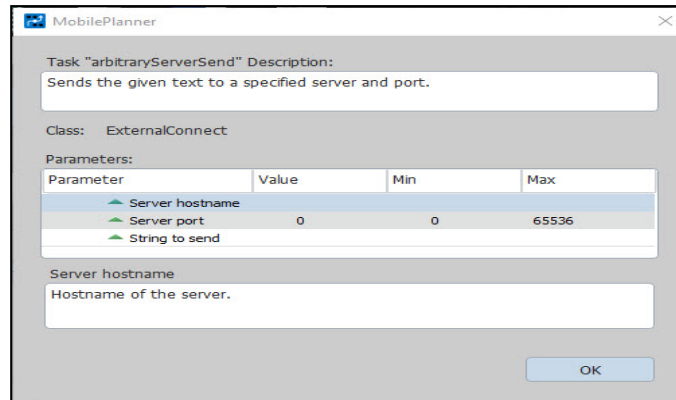 MobilePlanner
Task "arbitraryServerSend" Description:
Sends the given text to a specified server and port.
Class: ExternalConnect
Parameters:
Parameter Value Min Max
Server hostname
Server port 0 0 65536
String to send
Server hostname
Hostname of the server.
OK